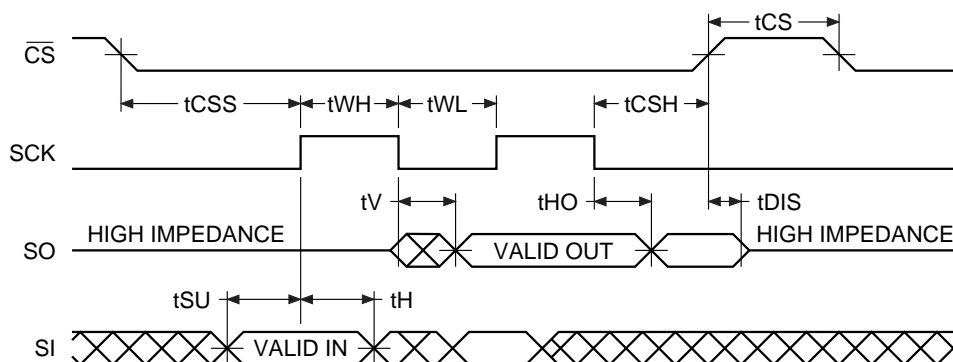 tCS
CS
tCSS tWH tWL tCSH
SCK
tV tHO tDIS
HIGH IMPEDANCE VALID OUT HIGH IMPEDANCE
SO
tSU tH
SI VALID IN